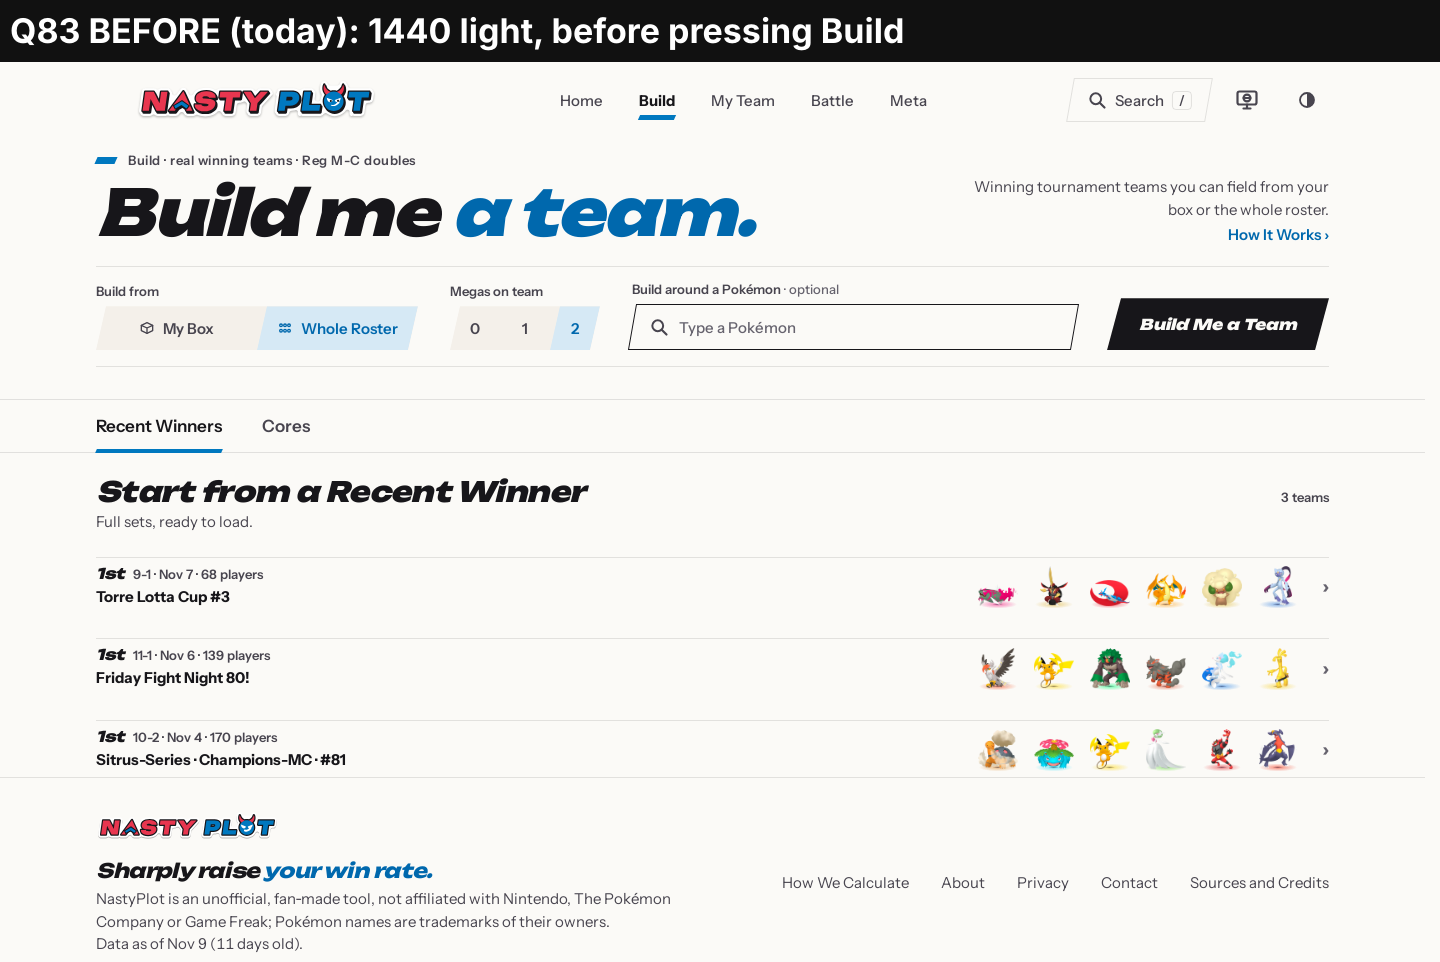 Q83 BEFORE (today): 1440 light, before pressing Build
NASTY PLOT
Home
Build
My Team
Battle
Meta
Search /
Build · real winning teams · Reg M-C doubles
Build me a team.
Winning tournament teams you can field from your
box or the whole roster.
How It Works ›
Build from
My Box
Whole Roster
Megas on team
0
1
2
Build around a Pokémon · optional
Type a Pokémon
Build Me a Team
Recent Winners
Cores
Start from a Recent Winner
3 teams
Full sets, ready to load.
1st 9-1 · Nov 7 · 68 players
Torre Lotta Cup #3
›
1st 11-1 · Nov 6 · 139 players
Friday Fight Night 80!
›
1st 10-2 · Nov 4 · 170 players
Sitrus-Series · Champions-MC · #81
›
NASTY PLOT
Sharply raise your win rate.
NastyPlot is an unofficial, fan-made tool, not affiliated with Nintendo, The Pokémon
Company or Game Freak; Pokémon names are trademarks of their owners.
Data as of Nov 9 (11 days old).
How We Calculate
About
Privacy
Contact
Sources and Credits